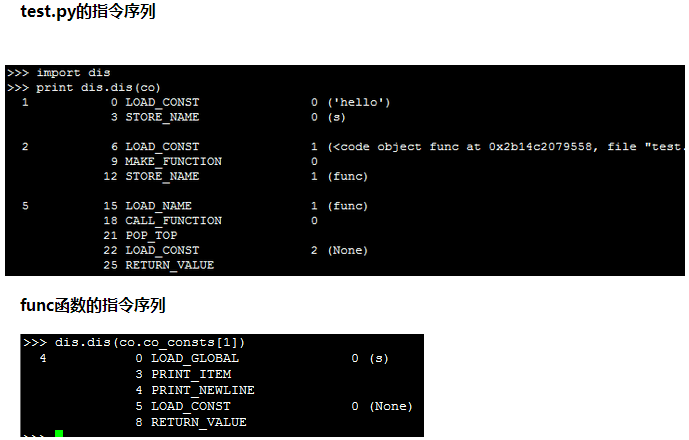 test.py的指令序列
>>> import dis
>>> print dis.dis(co)
1 0 LOAD_CONST 0 ('hello')
3 STORE_NAME 0 (s)
2 6 LOAD_CONST 1 (<code object func at 0x2b14c2079558, file "test.
9 MAKE_FUNCTION 0
12 STORE_NAME 1 (func)
5 15 LOAD_NAME 1 (func)
18 CALL_FUNCTION 0
21 POP_TOP
22 LOAD_CONST 2 (None)
25 RETURN_VALUE
func函数的指令序列
>>> dis.dis(co.co_consts[1])
4 0 LOAD_GLOBAL 0 (s)
3 PRINT_ITEM
4 PRINT_NEWLINE
5 LOAD_CONST 0 (None)
8 RETURN_VALUE
>>>